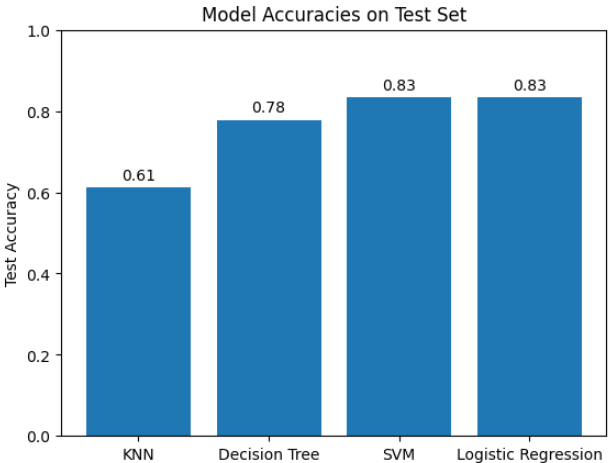 Model Accuracies on Test Set
1.0
0.8
0.6
0.4
0.2
0.0
Test Accuracy
0.61
0.78
0.83
0.83
KNN
Decision Tree
SVM
Logistic Regression